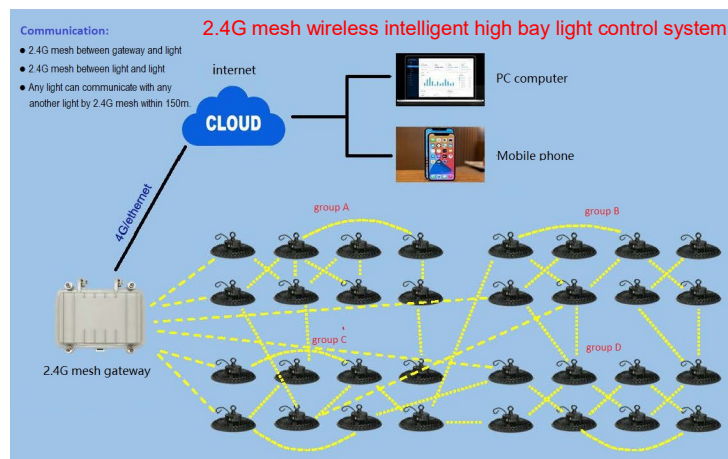 2.4G mesh wireless intelligent high bay light control system
Communication:
● 2.4G mesh between gateway and light
● 2.4G mesh between light and light
● Any light can communicate with any
another light by 2.4G mesh within 150m.
internet
CLOUD
PC computer
Mobile phone
4G/ethernet
group A
group B
group C
group D
2.4G mesh gateway